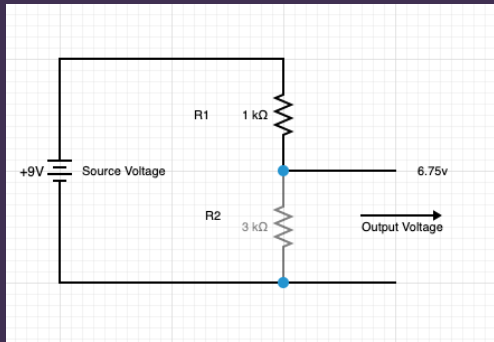 R1 1 kΩ
+9V Source Voltage 6.75v
R2 3 kΩ
Output Voltage